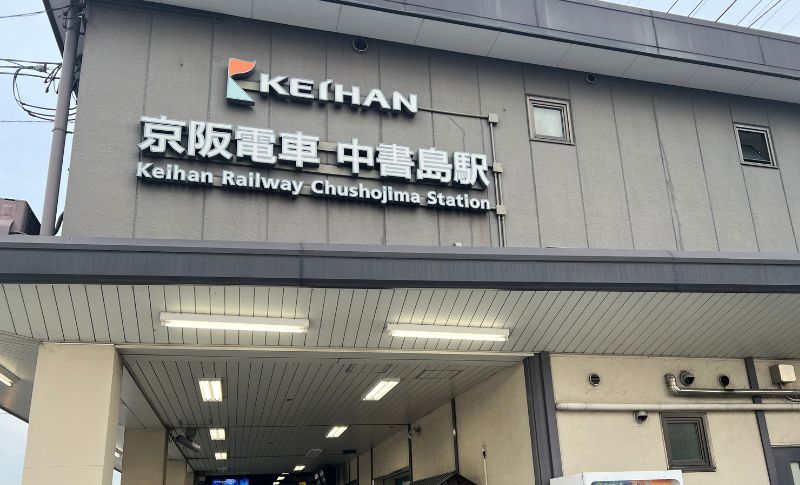 KEIHAN
京阪電車 中書島駅
Keihan Railway Chushojima Station